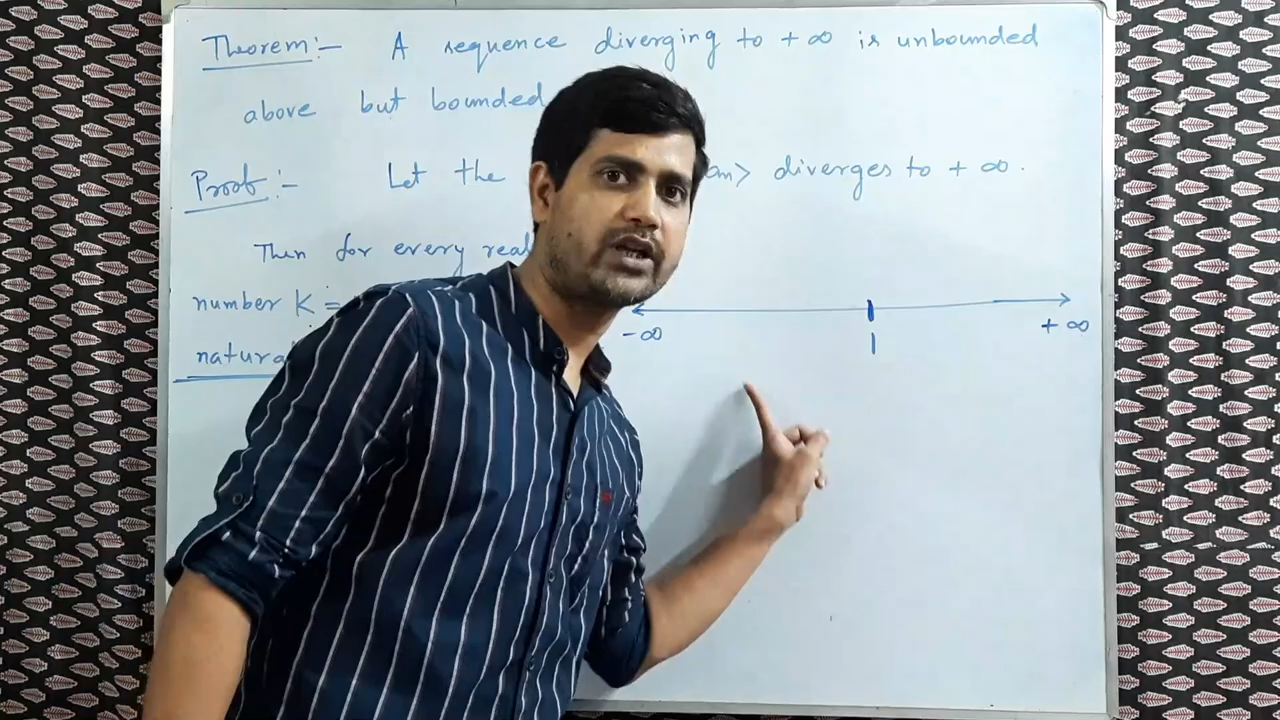 Theorem:- A sequence diverging to + ∞ is unbounded
above but bounded
Proof:- Let the an> diverges to + ∞.
Then for every real
number K =
-∞ + ∞
1